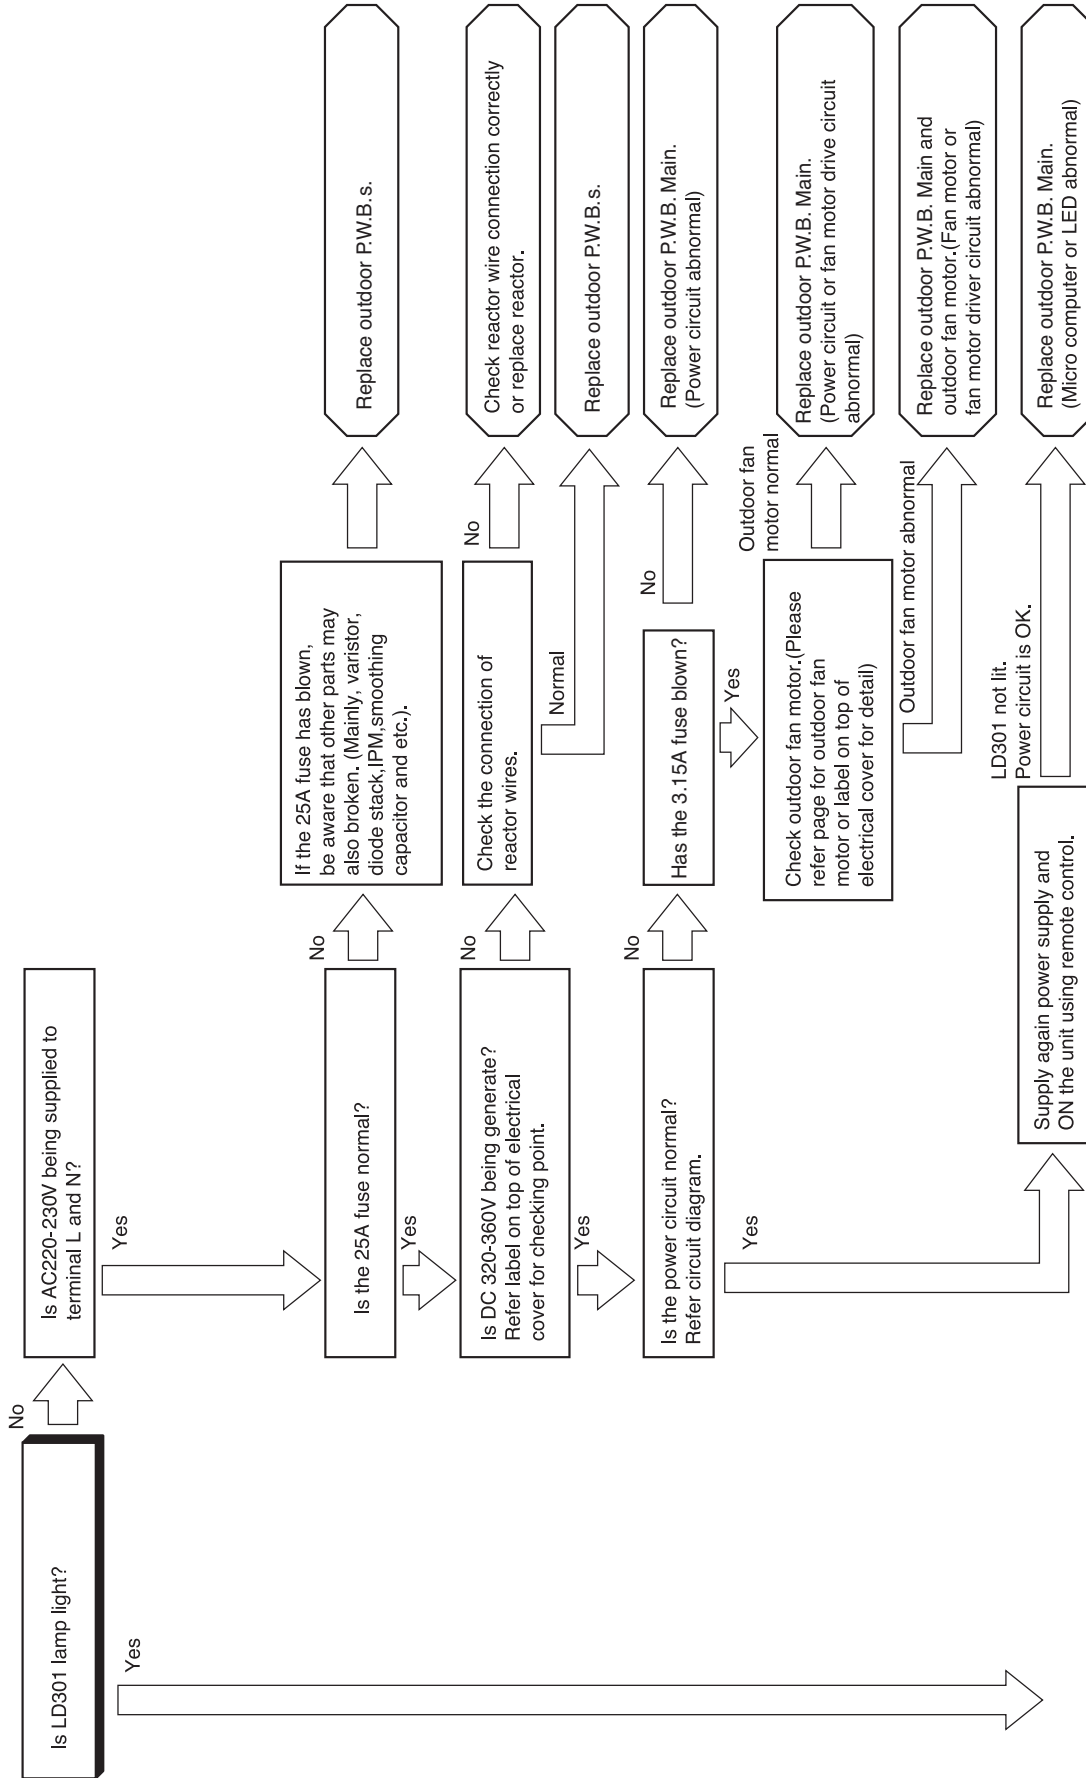 Is LD301 lamp light?
No
Yes
Is AC220-230V being supplied to
terminal L and N?
Yes
Is the 25A fuse normal?
No
If the 25A fuse has blown,
be aware that other parts may
also broken. (Mainly, varistor,
diode stack,IPM,smoothing
capacitor and etc.).
Replace outdoor P.W.B.s.
Yes
Is DC 320-360V being generate?
Refer label on top of electrical
cover for checking point.
No
Check the connection of
reactor wires.
No
Check reactor wire connection correctly
or replace reactor.
Normal
Replace outdoor P.W.B.s.
Yes
Is the power circuit normal?
Refer circuit diagram.
No
Has the 3.15A fuse blown?
No
Replace outdoor P.W.B. Main.
(Power circuit abnormal)
Yes
Check outdoor fan motor.(Please
refer page for outdoor fan
motor or label on top of
electrical cover for detail)
Outdoor fan
motor normal
Replace outdoor P.W.B. Main.
(Power circuit or fan motor drive circuit
abnormal)
Outdoor fan motor abnormal
Replace outdoor P.W.B. Main and
outdoor fan motor.(Fan motor or
fan motor driver circuit abnormal)
Yes
Supply again power supply and
ON the unit using remote control.
LD301 not lit.
Power circuit is OK.
Replace outdoor P.W.B. Main.
(Micro computer or LED abnormal)